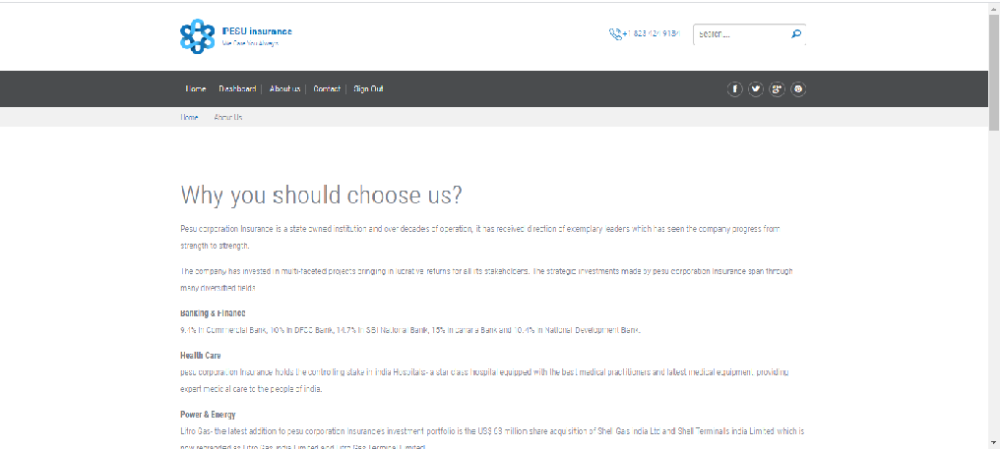 PESU insurance
We Care You Always
+1 823 424 9134
Search....
Home Dashboard About us Contact Sign Out
Home About Us
Why you should choose us?
Pesu corporation Insurance is a state owned institution and over decades of operation, it has received direction of exemplary leaders which has seen the company progress from
strength to strength.
The company has invested in multi-faceted projects bringing in lucrative returns for all its stakeholders. The strategic investments made by pesu corporation Insurance span through
many diversified fields.
Banking & Finance
9.4% in Commercial Bank, 10% in DFCC Bank, 14.7% in SBI National Bank, 15% in canara Bank and 10.4% in National Development Bank.
Health Care
pesu corporation Insurance holds the controlling stake in india Hospitals- a star class hospital equipped with the best medical practitioners and latest medical equipment, providing
expert medical care to the people of india.
Power & Energy
Litro Gas- the latest addition to pesu corporation Insurance's investment portfolio is the US$ 63 million share acquisition of Shell Gas india Ltd and Shell Terminals india Limited which is
now rebranded as Litro Gas india Limited and Litro Gas Terminal Limited